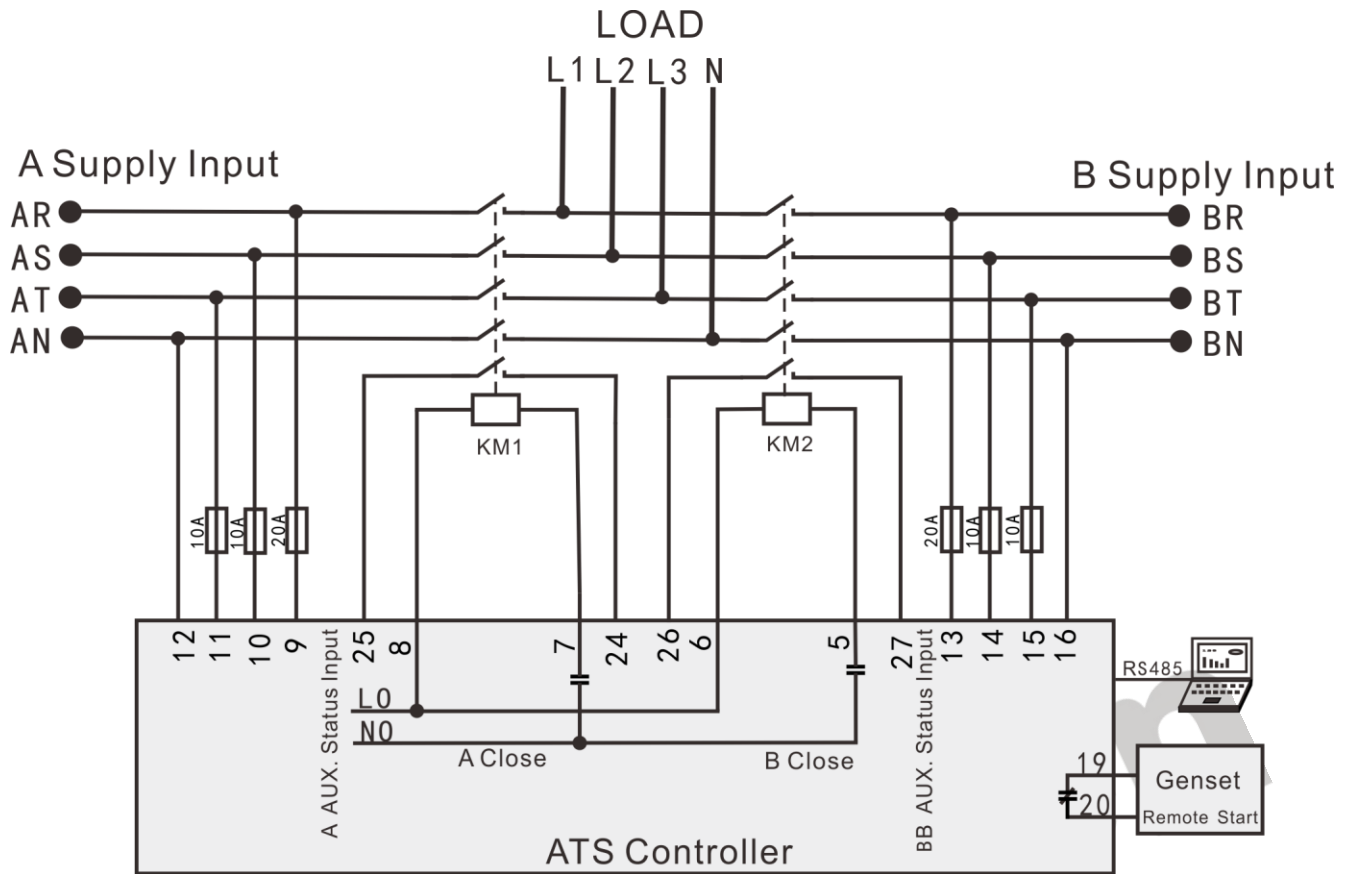 LOAD
L1 L2 L3 N
A Supply Input
B Supply Input
AR
BR
AS
BS
AT
BT
AN
BN
KM1
KM2
10A
10A
20A
20A
10A
10A
12
11
10
9
25
8
7
24
26
6
5
27
13
14
15
16
A AUX. Status Input
BB AUX. Status Input
RS485
L0
N0
A Close
B Close
19
20
Genset
Remote Start
ATS Controller